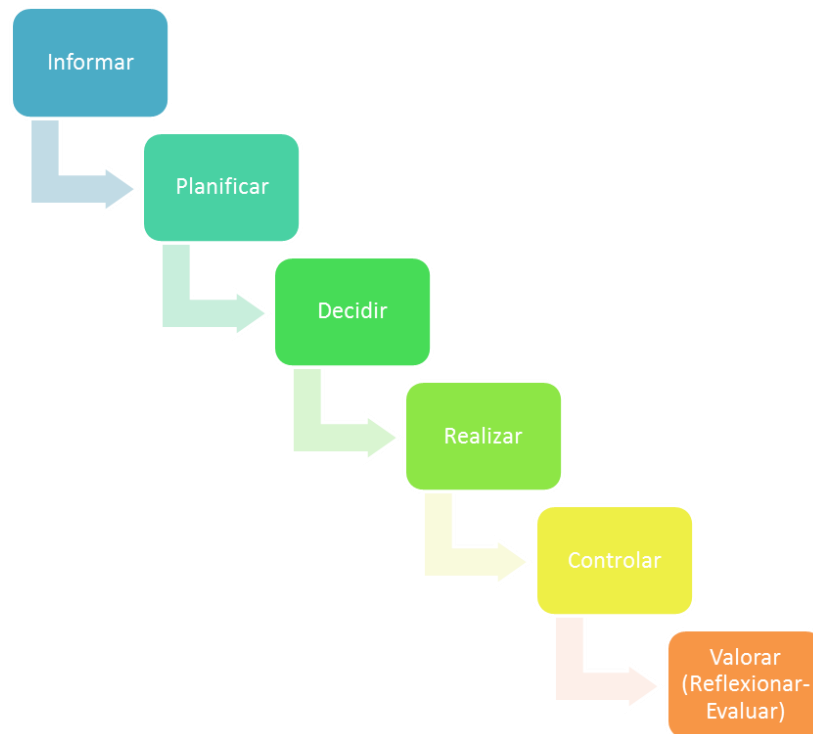 Informar
Planificar
Decidir
Realizar
Controlar
Valorar
(Reflexionar-
Evaluar)